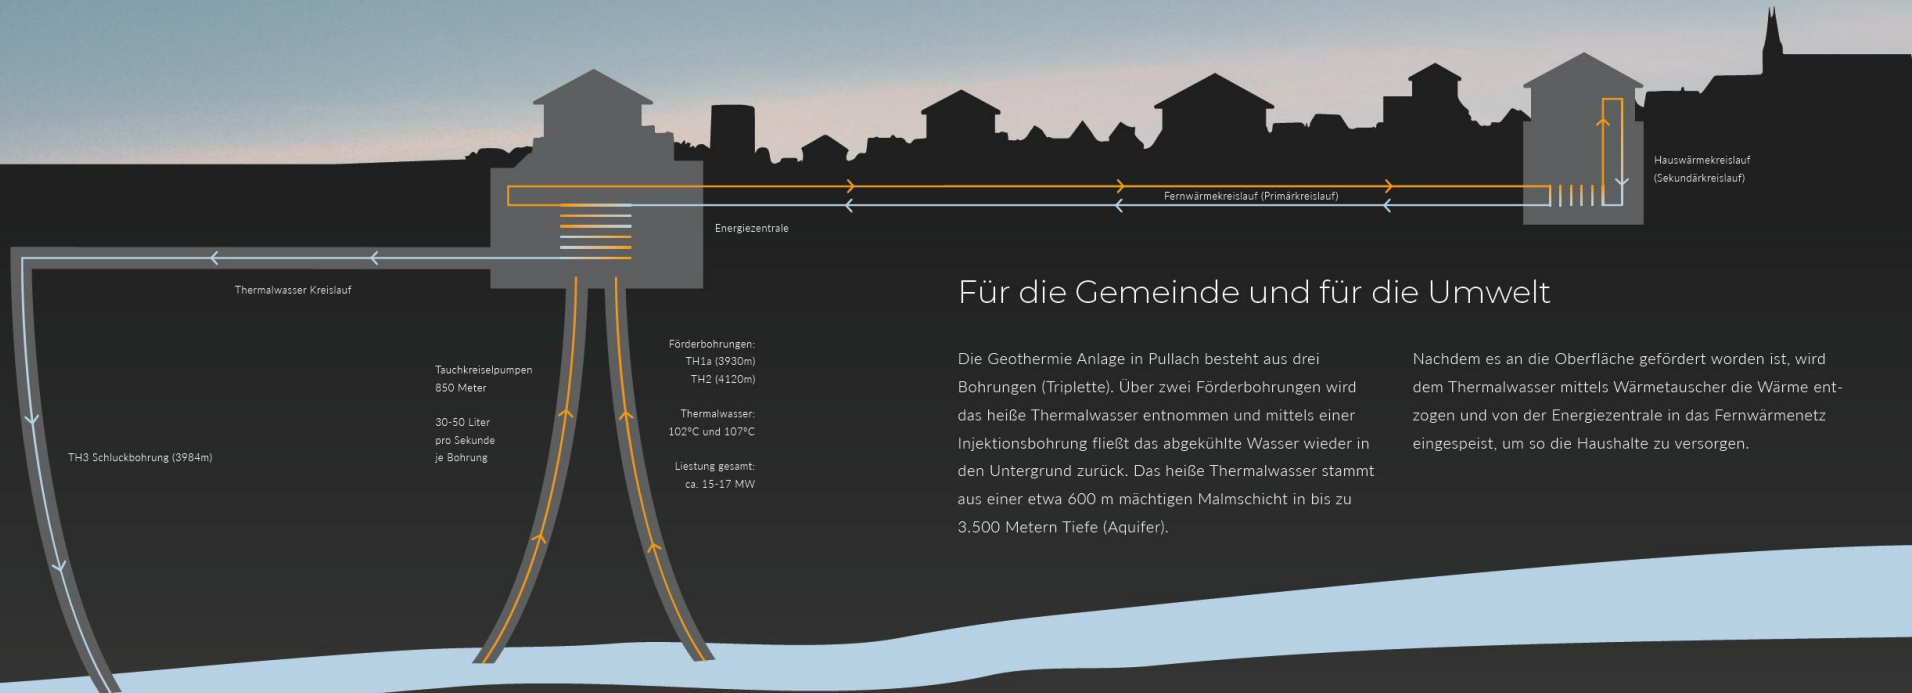 Hauswärmekreislauf
(Sekundärkreislauf)
Fernwärmekreislauf (Primärkreislauf)
Energiezentrale
Thermalwasser Kreislauf
TH3 Schluckbohrung (3984m)
Tauchkreiselpumpen
850 Meter
30-50 Liter
pro Sekunde
je Bohrung
Förderbohrungen:
TH1a (3930m)
TH2 (4120m)
Thermalwasser:
102ºC und 107ºC
Liestung gesamt:
ca. 15-17 MW
Für die Gemeinde und für die Umwelt
Die Geothermie Anlage in Pullach besteht aus drei
Bohrungen (Triplette). Über zwei Förderbohrungen wird
das heiße Thermalwasser entnommen und mittels einer
Injektionsbohrung fließt das abgekühlte Wasser wieder in
den Untergrund zurück. Das heiße Thermalwasser stammt
aus einer etwa 600 m mächtigen Malmschicht in bis zu
3.500 Metern Tiefe (Aquifer).
Nachdem es an die Oberfläche gefördert worden ist, wird
dem Thermalwasser mittels Wärmetauscher die Wärme ent-
zogen und von der Energiezentrale in das Fernwärmenetz
eingespeist, um so die Haushalte zu versorgen.